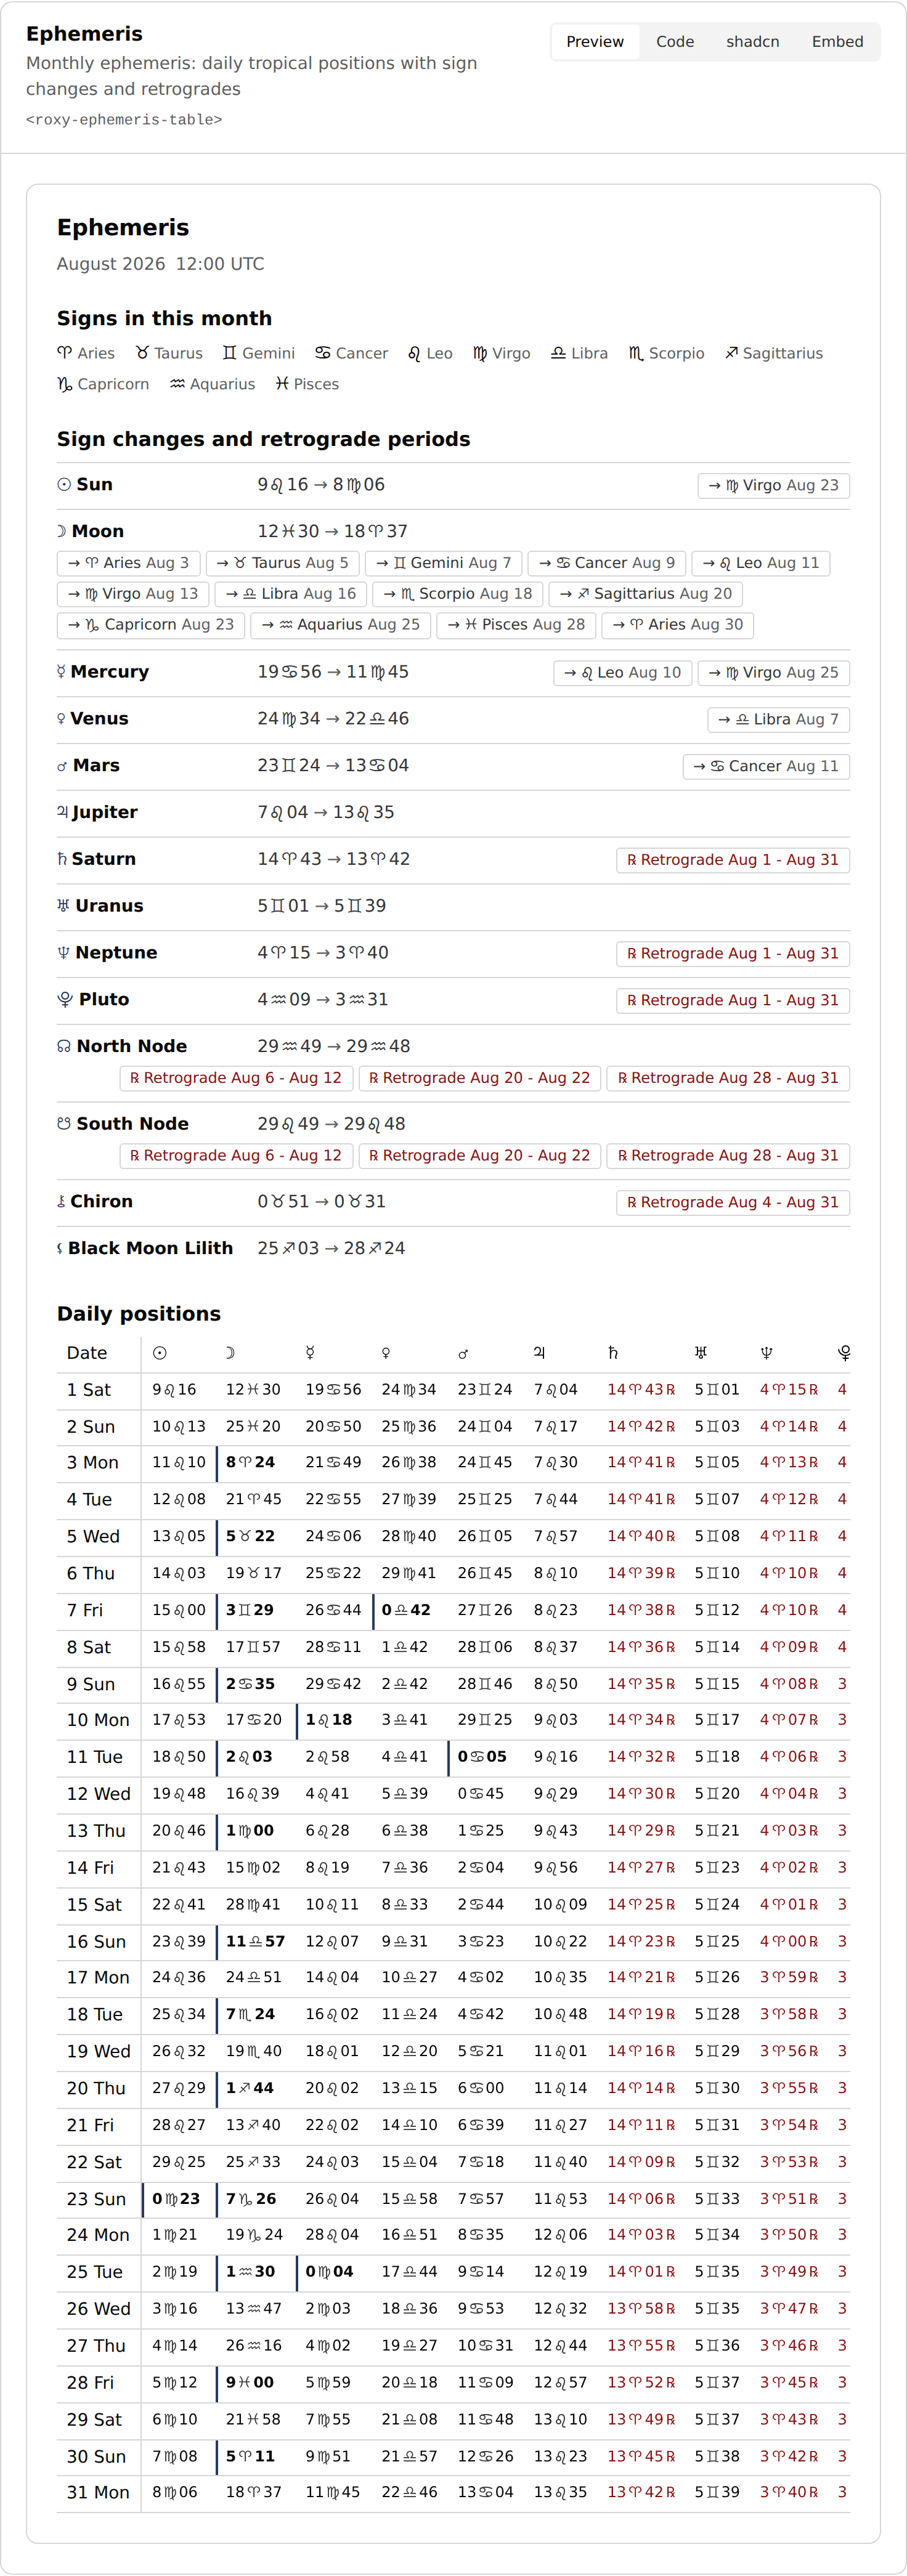 Ephemeris
Preview Code shadcn Embed
Monthly ephemeris: daily tropical positions with sign
changes and retrogrades
<roxy-ephemeris-table>
Ephemeris
August 2026 12:00 UTC
Signs in this month
♈ Aries ♉ Taurus ♊ Gemini ♋ Cancer ♌ Leo ♍ Virgo ♎ Libra ♏ Scorpio ♐ Sagittarius
♑ Capricorn ♒ Aquarius ♓ Pisces
Sign changes and retrograde periods
☉ Sun 9♌16 → 8♍06 → ♍ Virgo Aug 23
☽ Moon 12♓30 → 18♈37
→ ♈ Aries Aug 3 → ♉ Taurus Aug 5 → ♊ Gemini Aug 7 → ♋ Cancer Aug 9 → ♌ Leo Aug 11
→ ♍ Virgo Aug 13 → ♎ Libra Aug 16 → ♏ Scorpio Aug 18 → ♐ Sagittarius Aug 20
→ ♑ Capricorn Aug 23 → ♒ Aquarius Aug 25 → ♓ Pisces Aug 28 → ♈ Aries Aug 30
☿ Mercury 19♋56 → 11♍45 → ♌ Leo Aug 10 → ♍ Virgo Aug 25
♀ Venus 24♍34 → 22♎46 → ♎ Libra Aug 7
♂ Mars 23♊24 → 13♋04 → ♋ Cancer Aug 11
♃ Jupiter 7♌04 → 13♌35
♄ Saturn 14♈43 → 13♈42 ℞ Retrograde Aug 1 - Aug 31
♅ Uranus 5♊01 → 5♊39
♆ Neptune 4♈15 → 3♈40 ℞ Retrograde Aug 1 - Aug 31
♇ Pluto 4♒09 → 3♒31 ℞ Retrograde Aug 1 - Aug 31
☊ North Node 29♒49 → 29♒48
℞ Retrograde Aug 6 - Aug 12 ℞ Retrograde Aug 20 - Aug 22 ℞ Retrograde Aug 28 - Aug 31
☋ South Node 29♌49 → 29♌48
℞ Retrograde Aug 6 - Aug 12 ℞ Retrograde Aug 20 - Aug 22 ℞ Retrograde Aug 28 - Aug 31
⚷ Chiron 0♉51 → 0♉31 ℞ Retrograde Aug 4 - Aug 31
⚸ Black Moon Lilith 25♐03 → 28♐24
Daily positions
Date ☉ ☽ ☿ ♀ ♂ ♃ ♄ ♅ ♆ ♇
1 Sat 9♌16 12♓30 19♋56 24♍34 23♊24 7♌04 14♈43℞ 5♊01 4♈15℞ 4
2 Sun 10♌13 25♓20 20♋50 25♍36 24♊04 7♌17 14♈42℞ 5♊03 4♈14℞ 4
3 Mon 11♌10 8♈24 21♋49 26♍38 24♊45 7♌30 14♈41℞ 5♊05 4♈13℞ 4
4 Tue 12♌08 21♈45 22♋55 27♍39 25♊25 7♌44 14♈41℞ 5♊07 4♈12℞ 4
5 Wed 13♌05 5♉22 24♋06 28♍40 26♊05 7♌57 14♈40℞ 5♊08 4♈11℞ 4
6 Thu 14♌03 19♉17 25♋22 29♍41 26♊45 8♌10 14♈39℞ 5♊10 4♈10℞ 4
7 Fri 15♌00 3♊29 26♋44 0♎42 27♊26 8♌23 14♈38℞ 5♊12 4♈10℞ 4
8 Sat 15♌58 17♊57 28♋11 1♎42 28♊06 8♌37 14♈36℞ 5♊14 4♈09℞ 4
9 Sun 16♌55 2♋35 29♋42 2♎42 28♊46 8♌50 14♈35℞ 5♊15 4♈08℞ 3
10 Mon 17♌53 17♋20 1♌18 3♎41 29♊25 9♌03 14♈34℞ 5♊17 4♈07℞ 3
11 Tue 18♌50 2♌03 2♌58 4♎41 0♋05 9♌16 14♈32℞ 5♊18 4♈06℞ 3
12 Wed 19♌48 16♌39 4♌41 5♎39 0♋45 9♌29 14♈30℞ 5♊20 4♈04℞ 3
13 Thu 20♌46 1♍00 6♌28 6♎38 1♋25 9♌43 14♈29℞ 5♊21 4♈03℞ 3
14 Fri 21♌43 15♍02 8♌19 7♎36 2♋04 9♌56 14♈27℞ 5♊23 4♈02℞ 3
15 Sat 22♌41 28♍41 10♌11 8♎33 2♋44 10♌09 14♈25℞ 5♊24 4♈01℞ 3
16 Sun 23♌39 11♎57 12♌07 9♎31 3♋23 10♌22 14♈23℞ 5♊25 4♈00℞ 3
17 Mon 24♌36 24♎51 14♌04 10♎27 4♋02 10♌35 14♈21℞ 5♊26 3♈59℞ 3
18 Tue 25♌34 7♏24 16♌02 11♎24 4♋42 10♌48 14♈19℞ 5♊28 3♈58℞ 3
19 Wed 26♌32 19♏40 18♌01 12♎20 5♋21 11♌01 14♈16℞ 5♊29 3♈56℞ 3
20 Thu 27♌29 1♐44 20♌02 13♎15 6♋00 11♌14 14♈14℞ 5♊30 3♈55℞ 3
21 Fri 28♌27 13♐40 22♌02 14♎10 6♋39 11♌27 14♈11℞ 5♊31 3♈54℞ 3
22 Sat 29♌25 25♐33 24♌03 15♎04 7♋18 11♌40 14♈09℞ 5♊32 3♈53℞ 3
23 Sun 0♍23 7♑26 26♌04 15♎58 7♋57 11♌53 14♈06℞ 5♊33 3♈51℞ 3
24 Mon 1♍21 19♑24 28♌04 16♎51 8♋35 12♌06 14♈03℞ 5♊34 3♈50℞ 3
25 Tue 2♍19 1♒30 0♍04 17♎44 9♋14 12♌19 14♈01℞ 5♊35 3♈49℞ 3
26 Wed 3♍16 13♒47 2♍03 18♎36 9♋53 12♌32 13♈58℞ 5♊35 3♈47℞ 3
27 Thu 4♍14 26♒16 4♍02 19♎27 10♋31 12♌44 13♈55℞ 5♊36 3♈46℞ 3
28 Fri 5♍12 9♓00 5♍59 20♎18 11♋09 12♌57 13♈52℞ 5♊37 3♈45℞ 3
29 Sat 6♍10 21♓58 7♍55 21♎08 11♋48 13♌10 13♈49℞ 5♊37 3♈43℞ 3
30 Sun 7♍08 5♈11 9♍51 21♎57 12♋26 13♌23 13♈45℞ 5♊38 3♈42℞ 3
31 Mon 8♍06 18♈37 11♍45 22♎46 13♋04 13♌35 13♈42℞ 5♊39 3♈40℞ 3